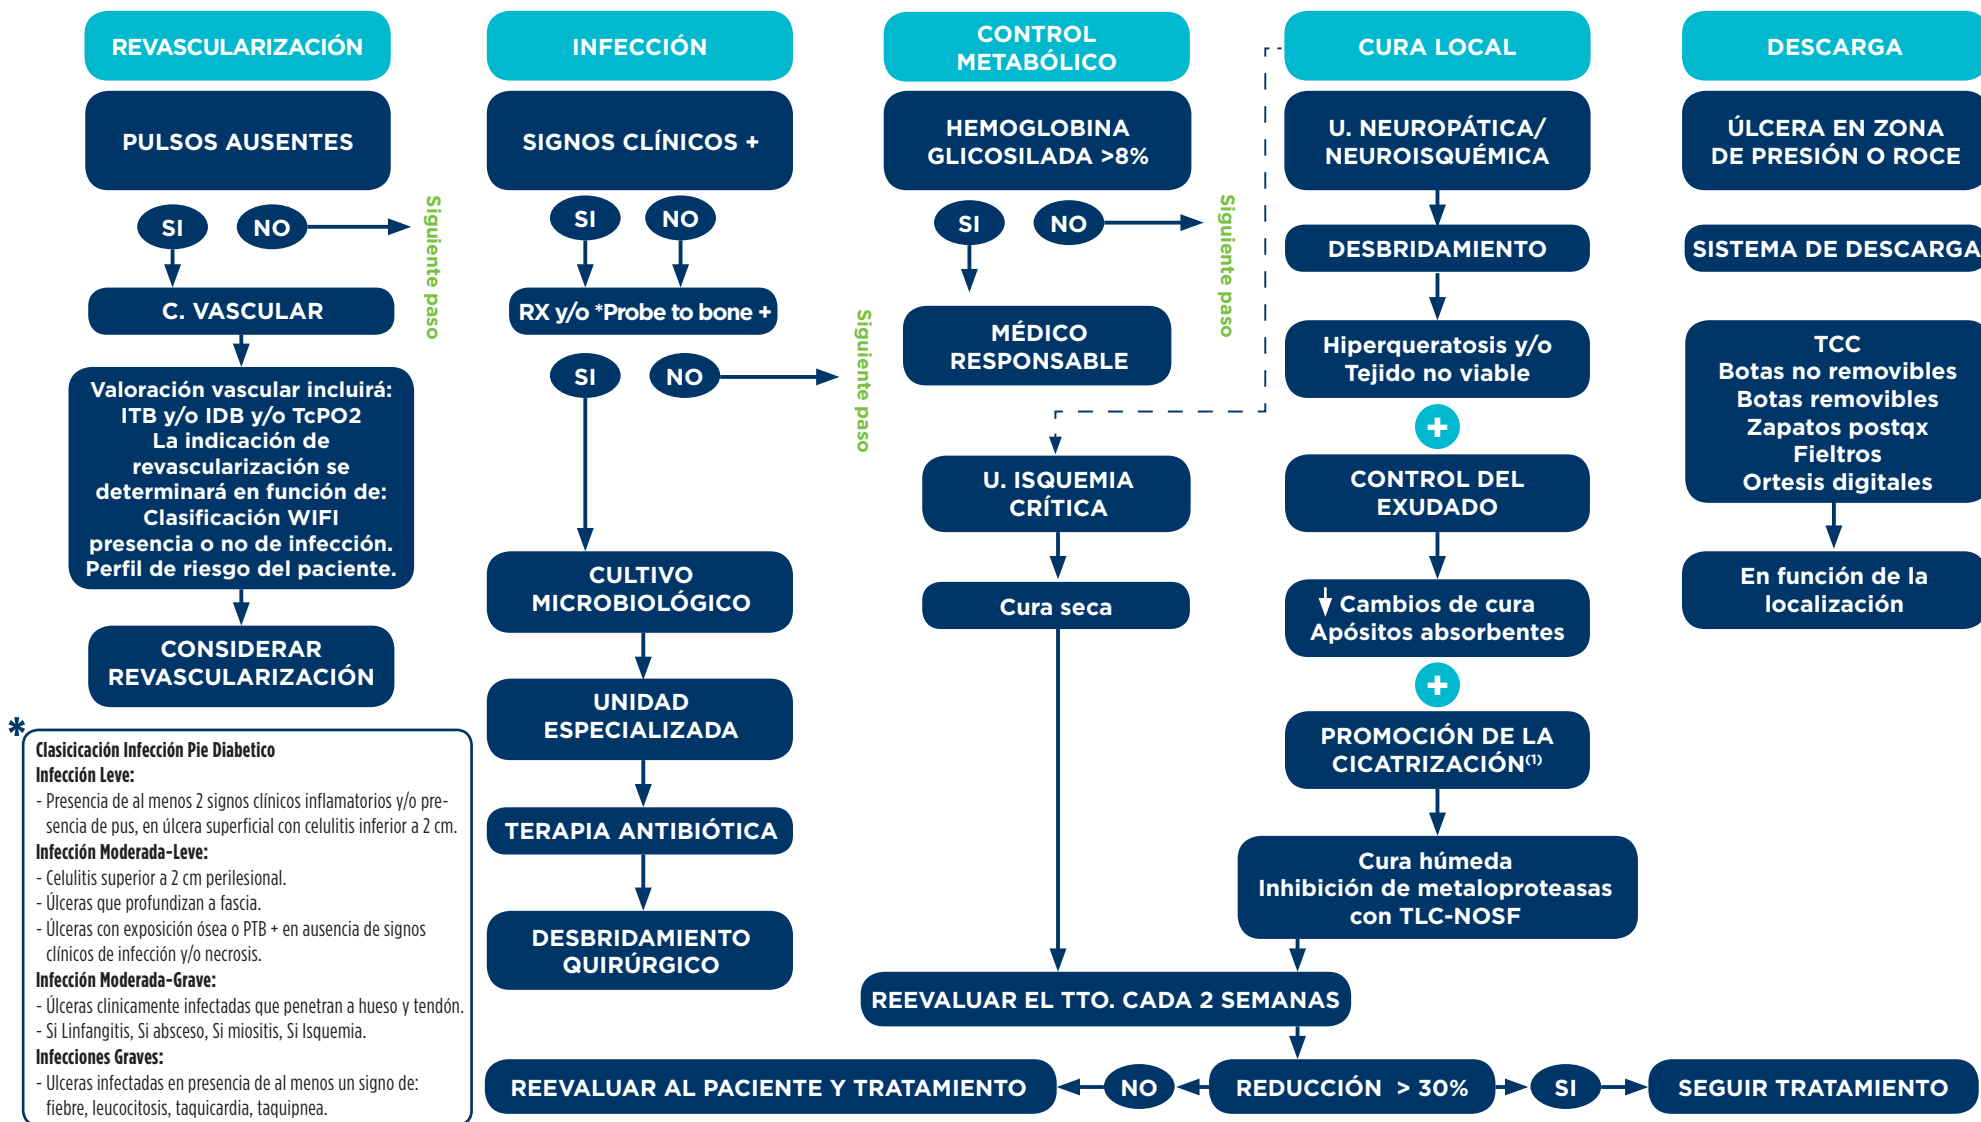 REVASCULARIZACIÓN
PULSOS AUSENTES
SI
NO
Siguiente paso
C. VASCULAR
Valoración vascular incluirá:
ITB y/o IDB y/o TcPO2
La indicación de
revascularización se
determinará en función de:
Clasificación WIFI
presencia o no de infección.
Perfil de riesgo del paciente.
CONSIDERAR
REVASCULARIZACIÓN
*
Clasicicación Infección Pie Diabetico
Infección Leve:
- Presencia de al menos 2 signos clínicos inflamatorios y/o pre-
sencia de pus, en úlcera superficial con celulitis inferior a 2 cm.
Infección Moderada-Leve:
- Celulitis superior a 2 cm perilesional.
- Úlceras que profundizan a fascia.
- Úlceras con exposición ósea o PTB + en ausencia de signos
clínicos de infección y/o necrosis.
Infección Moderada-Grave:
- Úlceras clinicamente infectadas que penetran a hueso y tendón.
- Si Linfangitis, Si absceso, Si miositis, Si Isquemia.
Infecciones Graves:
- Ulceras infectadas en presencia de al menos un signo de:
fiebre, leucocitosis, taquicardia, taquipnea.
INFECCIÓN
SIGNOS CLÍNICOS +
SI
NO
RX y/o *Probe to bone +
SI
NO
Siguiente paso
CULTIVO
MICROBIOLÓGICO
UNIDAD
ESPECIALIZADA
TERAPIA ANTIBIÓTICA
DESBRIDAMIENTO
QUIRÚRGICO
CONTROL
METABÓLICO
HEMOGLOBINA
GLICOSILADA >8%
SI
NO
Siguiente paso
MÉDICO
RESPONSABLE
CURA LOCAL
U. NEUROPÁTICA/
NEUROISQUÉMICA
DESBRIDAMIENTO
Hiperqueratosis y/o
Tejido no viable
+
CONTROL DEL
EXUDADO
↓ Cambios de cura
Apósitos absorbentes
+
PROMOCIÓN DE LA
CICATRIZACIÓN(1)
Cura húmeda
Inhibición de metaloproteasas
con TLC-NOSF
U. ISQUEMIA
CRÍTICA
Cura seca
REEVALUAR EL TTO. CADA 2 SEMANAS
REEVALUAR AL PACIENTE Y TRATAMIENTO
NO
REDUCCIÓN > 30%
SI
SEGUIR TRATAMIENTO
DESCARGA
ÚLCERA EN ZONA
DE PRESIÓN O ROCE
SISTEMA DE DESCARGA
TCC
Botas no removibles
Botas removibles
Zapatos postqx
Fieltros
Ortesis digitales
En función de la
localización